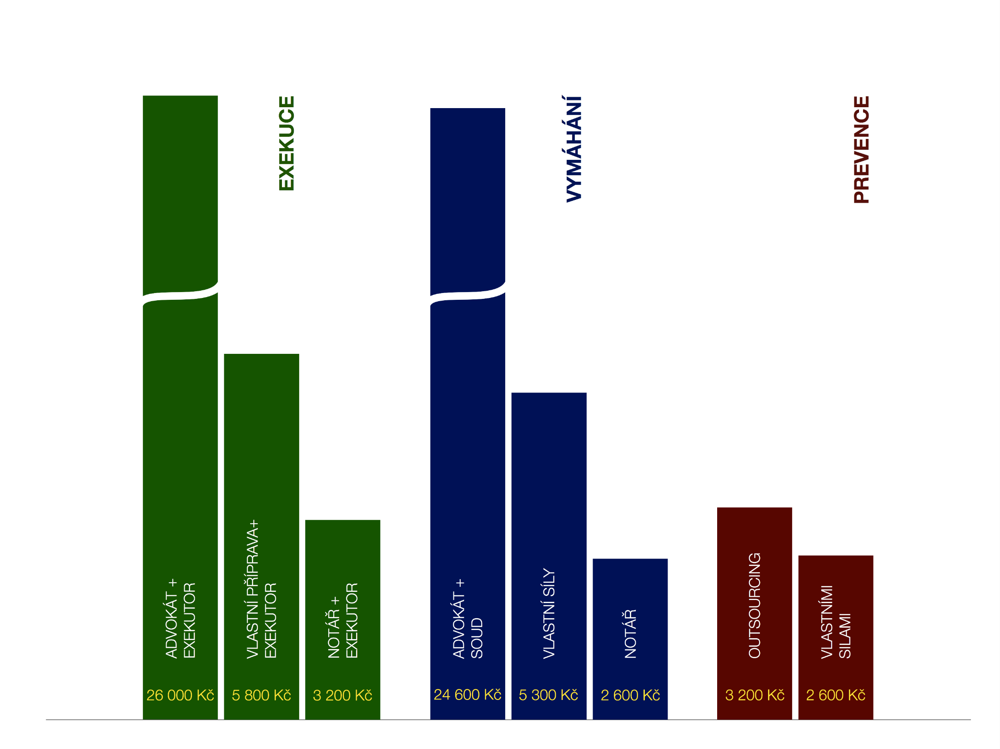 EXEKUCE
ADVOKÁT +
EXEKUTOR
26 000 Kč
VLASTNÍ PŘÍPRAVA+
EXEKUTOR
5 800 Kč
NOTÁŘ +
EXEKUTOR
3 200 Kč
VYMÁHÁNÍ
ADVOKÁT +
SOUD
24 600 Kč
VLASTNÍ SÍLY
5 300 Kč
NOTÁŘ
2 600 Kč
PREVENCE
OUTSOURCING
3 200 Kč
VLASTNÍMI
SILAMI
2 600 Kč